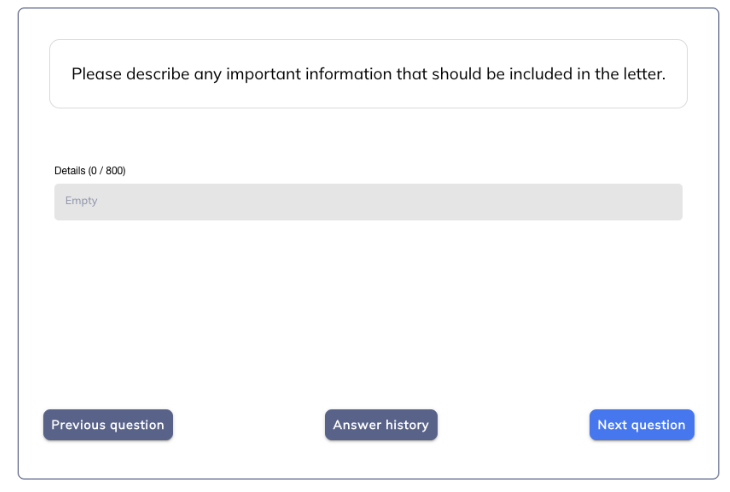 Please describe any important information that should be included in the letter.
Details (0 / 800)
Empty
Previous question
Answer history
Next question